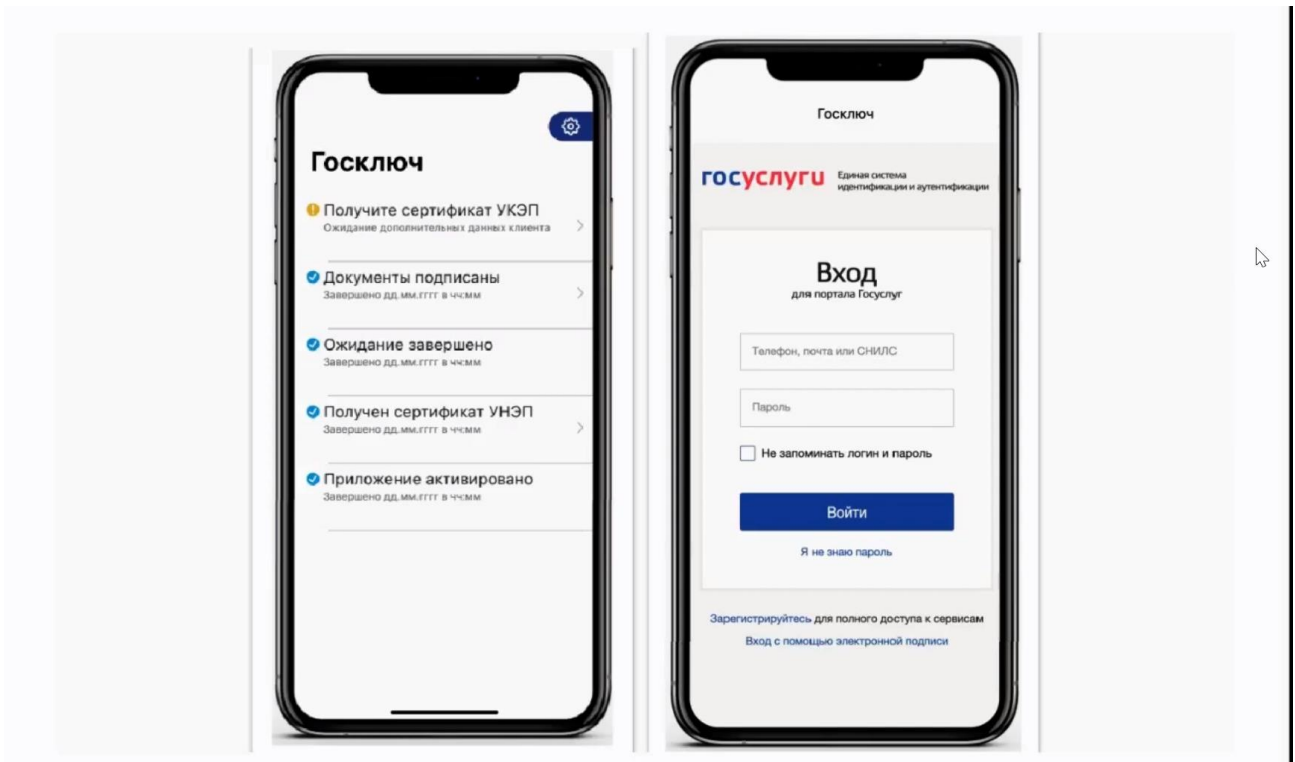 Госключ
Получите сертификат УКЭП
Ожидание дополнительных данных клиента
Документы подписаны
Завершено дд.мм.гггг в чч:мм
Ожидание завершено
Завершено дд.мм.гггг в чч:мм
Получен сертификат УНЭП
Завершено дд.мм.гггг в чч:мм
Приложение активировано
Завершено дд.мм.гггг в чч:мм
Госключ
госуслуги
Единая система
идентификации и аутентификации
Вход
для портала Госуслуг
Телефон, почта или СНИЛС
Пароль
Не запоминать логин и пароль
Войти
Я не знаю пароль
Зарегистрируйтесь для полного доступа к сервисам
Вход с помощью электронной подписи